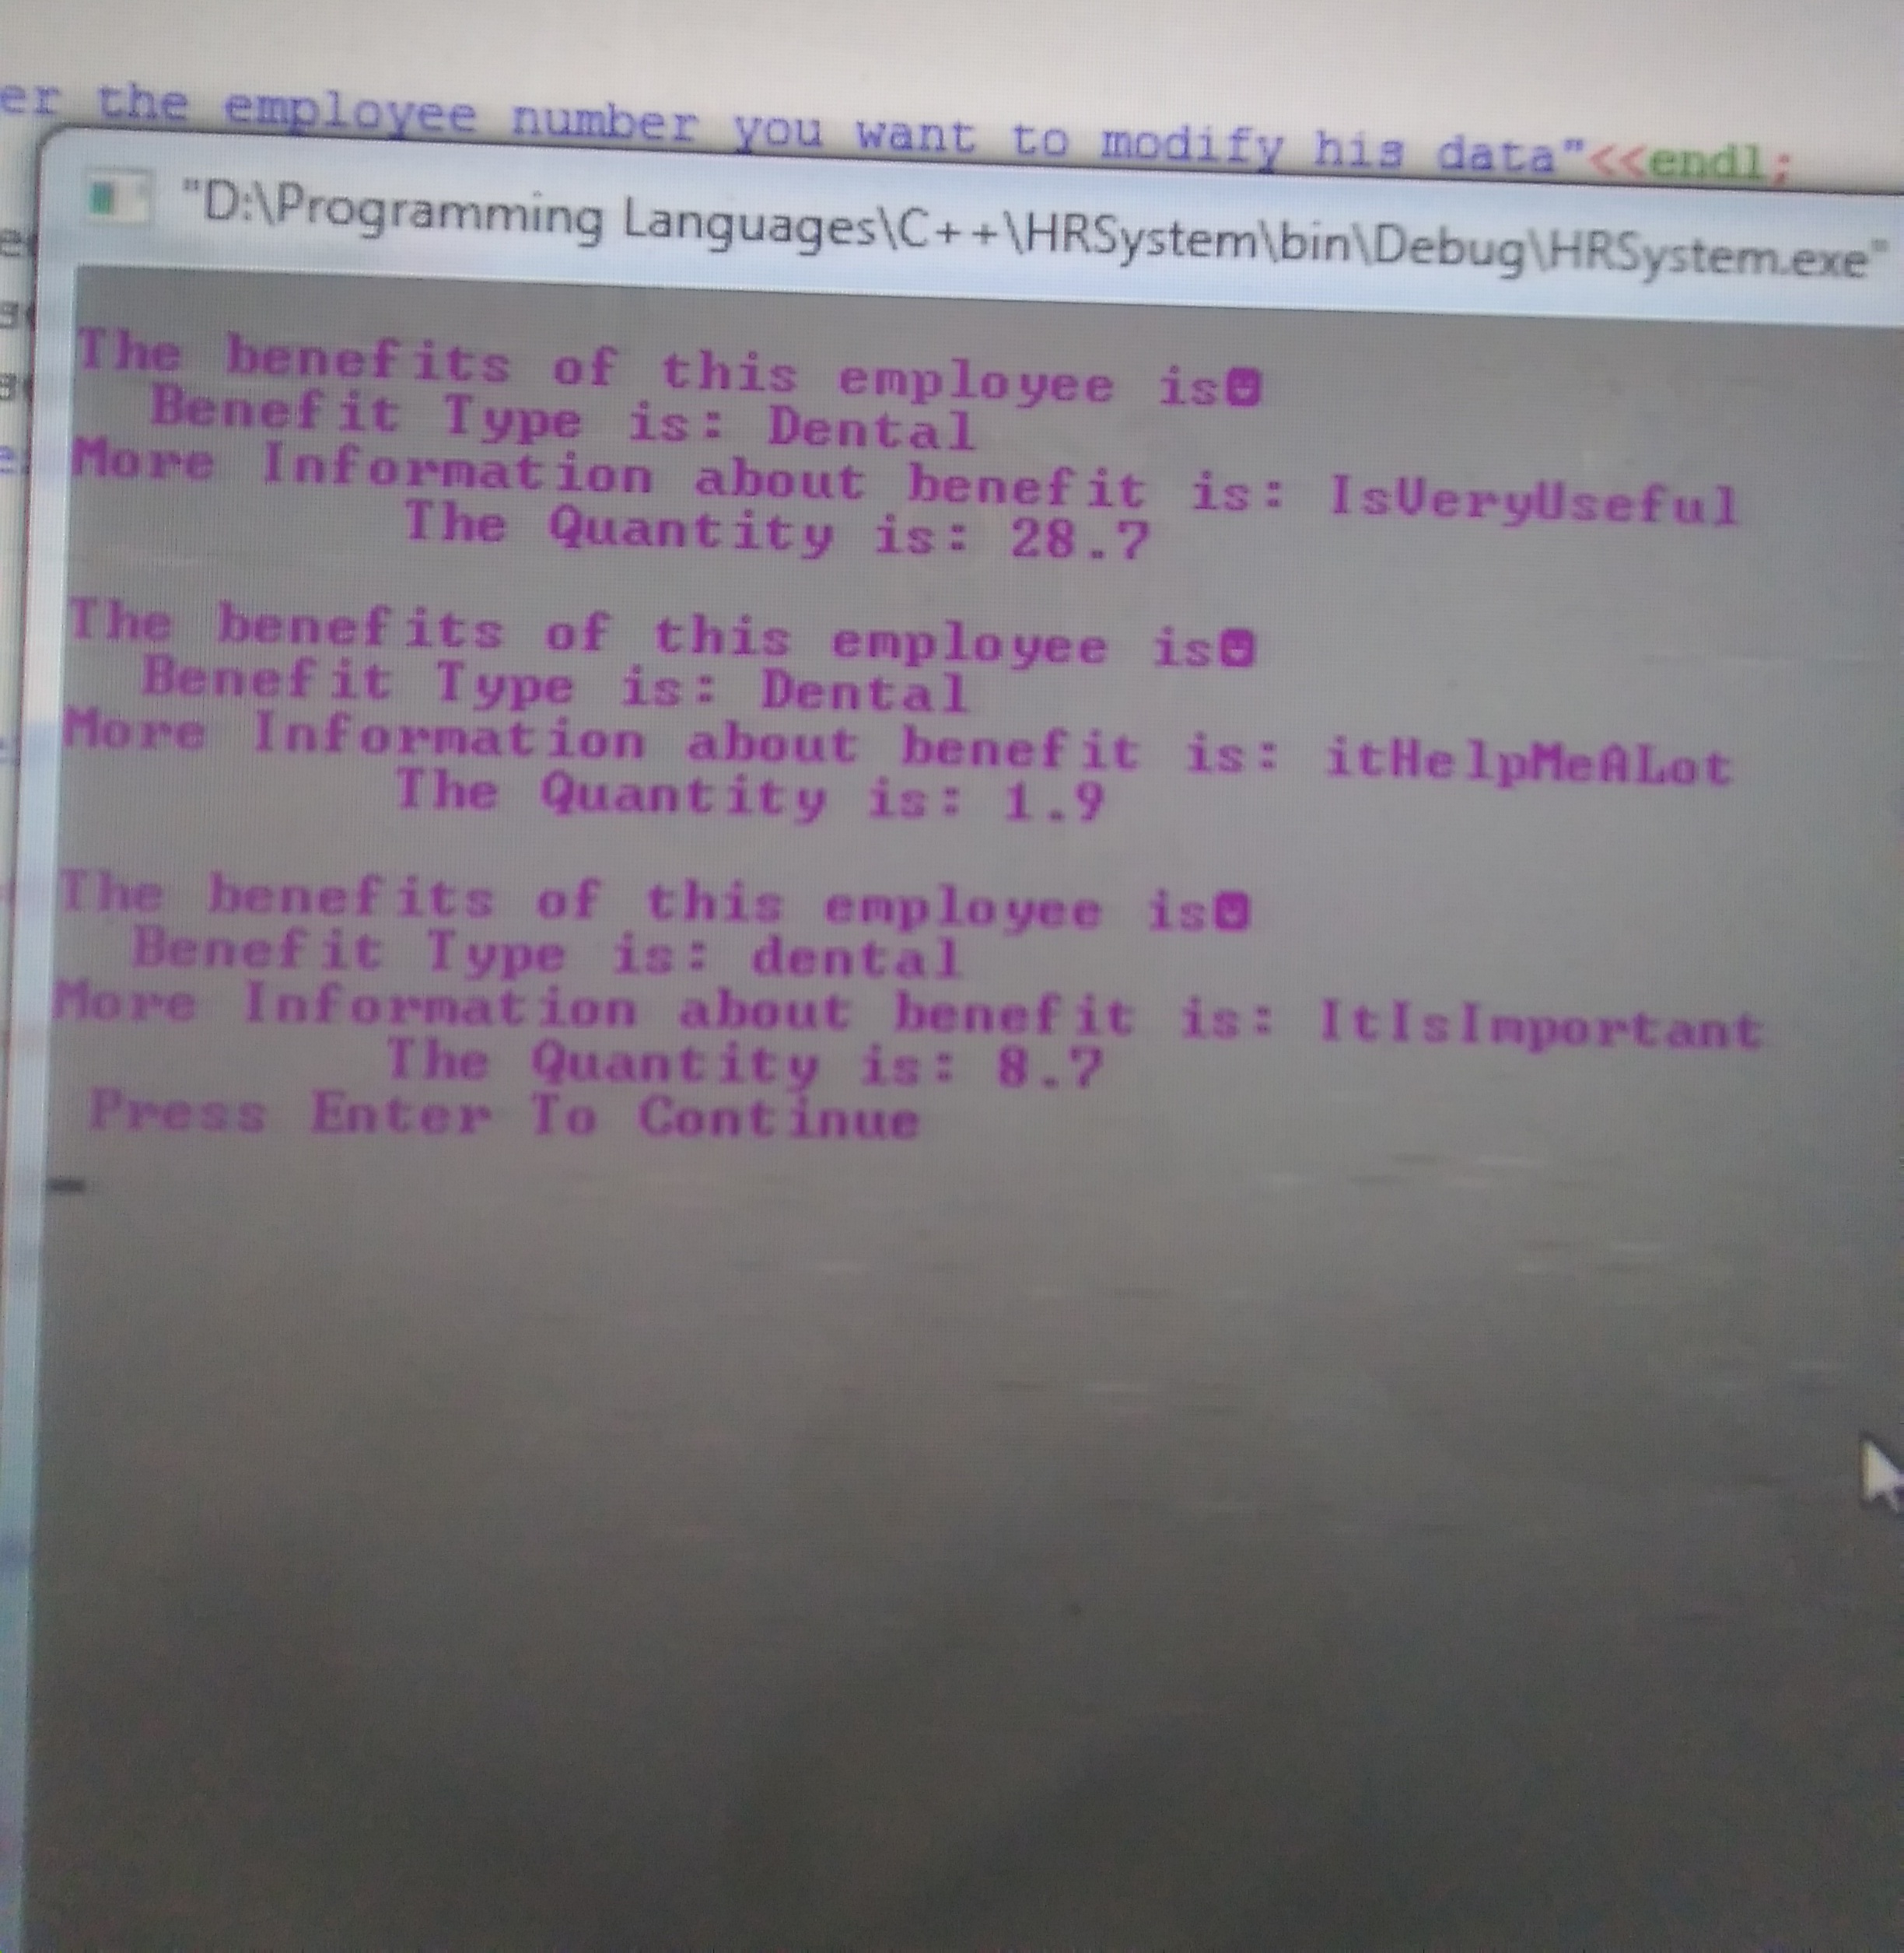 er the employee number you want to modify his data"<<endl;
"D:\Programming Languages\C++\HRSystem\bin\Debug\HRSystem.exe"
The benefits of this employee is☻
Benefit Type is: Dental
More Information about benefit is: IsVeryUseful
The Quantity is: 28.7
The benefits of this employee is☻
Benefit Type is: Dental
More Information about benefit is: itHelpMeALot
The Quantity is: 1.9
The benefits of this employee is☻
Benefit Type is: dental
More Information about benefit is: ItIsImportant
The Quantity is: 8.7
Press Enter To Continue